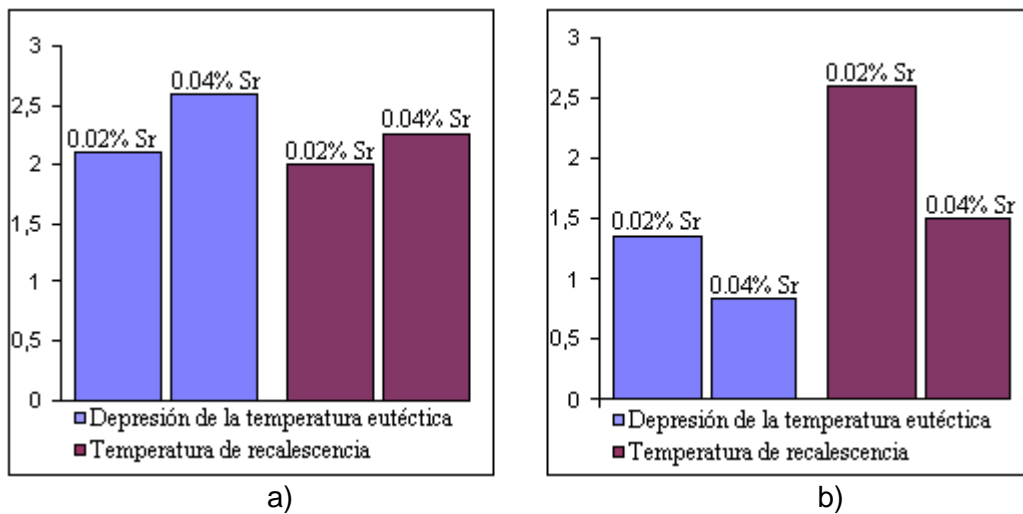 3
0.04% Sr
2,5
0.02% Sr
0.02% Sr
0.04% Sr
2
1,5
1
0,5
0
Depresión de la temperatura eutéctica
Temperatura de recalescencia
a)
3
0.02% Sr
2,5
2
0.02% Sr
0.04% Sr
1,5
0.04% Sr
1
0,5
0
Depresión de la temperatura eutéctica
Temperatura de recalescencia
b)